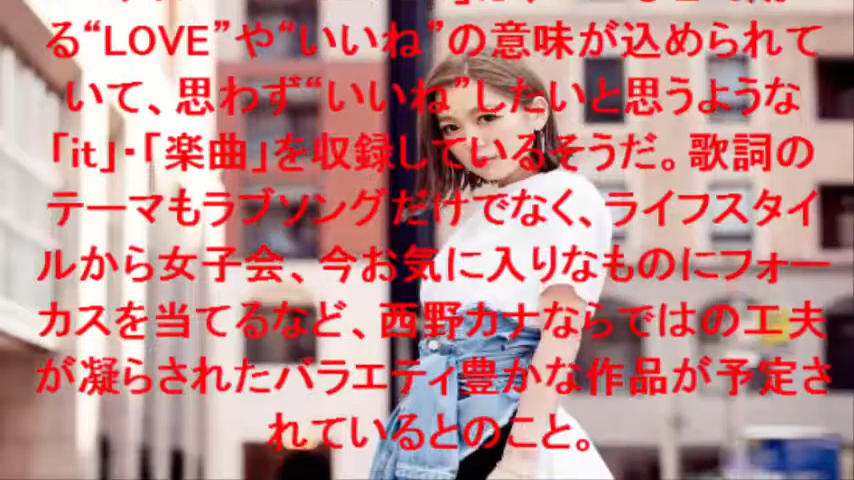 る“LOVE”や“いいね”の意味が込められて
いて、思わず“いいね”したいと思うような
「it」・「楽曲」を収録しているそうだ。歌詞の
テーマもラブソングだけでなく、ライフスタイ
ルから女子会、今お気に入りなものにフォー
カスを当てるなど、西野カナならではの工夫
が凝らされたバラエティ豊かな作品が予定さ
れているとのこと。